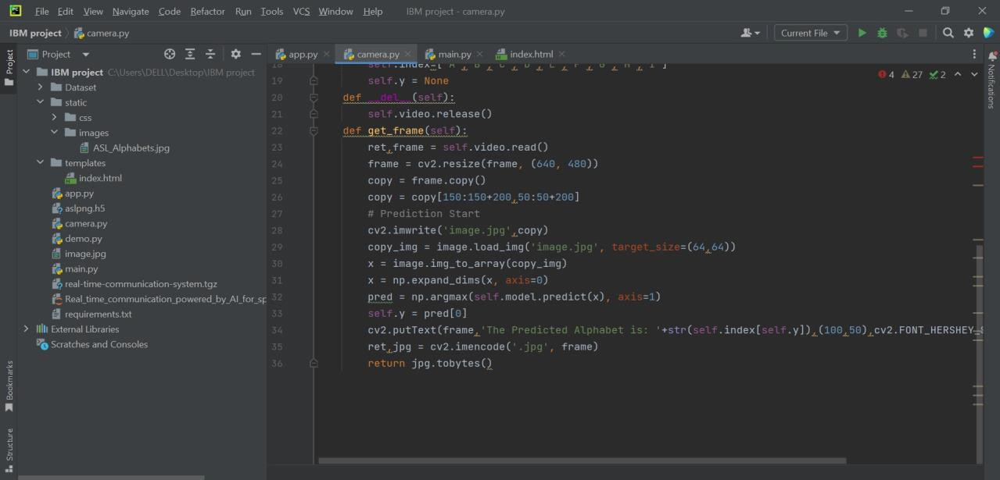 PC File Edit View Navigate Code Refactor Run Tools VCS Window Help IBM project - camera.py
IBM project camera.py Current File
Project app.py camera.py main.py index.html
Project
Notifications
Bookmarks
Structure
IBM project C:\Users\DELL\Desktop\IBM project
Dataset
static
css
images
ASL_Alphabets.jpg
templates
index.html
app.py
aslpng.h5
camera.py
demo.py
image.jpg
main.py
real-time-communication-system.tgz
Real_time_communication_powered_by_AI_for_sp
requirements.txt
External Libraries
Scratches and Consoles
4 27 2
18 self.index=['A','B','C','D','E','F','G','H','I']
19 self.y = None
20 def __del__(self):
21 self.video.release()
22 def get_frame(self):
23 ret,frame = self.video.read()
24 frame = cv2.resize(frame, (640, 480))
25 copy = frame.copy()
26 copy = copy[150:150+200,50:50+200]
27 # Prediction Start
28 cv2.imwrite('image.jpg',copy)
29 copy_img = image.load_img('image.jpg', target_size=(64,64))
30 x = image.img_to_array(copy_img)
31 x = np.expand_dims(x, axis=0)
32 pred = np.argmax(self.model.predict(x), axis=1)
33 self.y = pred[0]
34 cv2.putText(frame,'The Predicted Alphabet is: '+str(self.index[self.y]),(100,50),cv2.FONT_HERSHEY_
35 ret,jpg = cv2.imencode('.jpg', frame)
36 return jpg.tobytes()